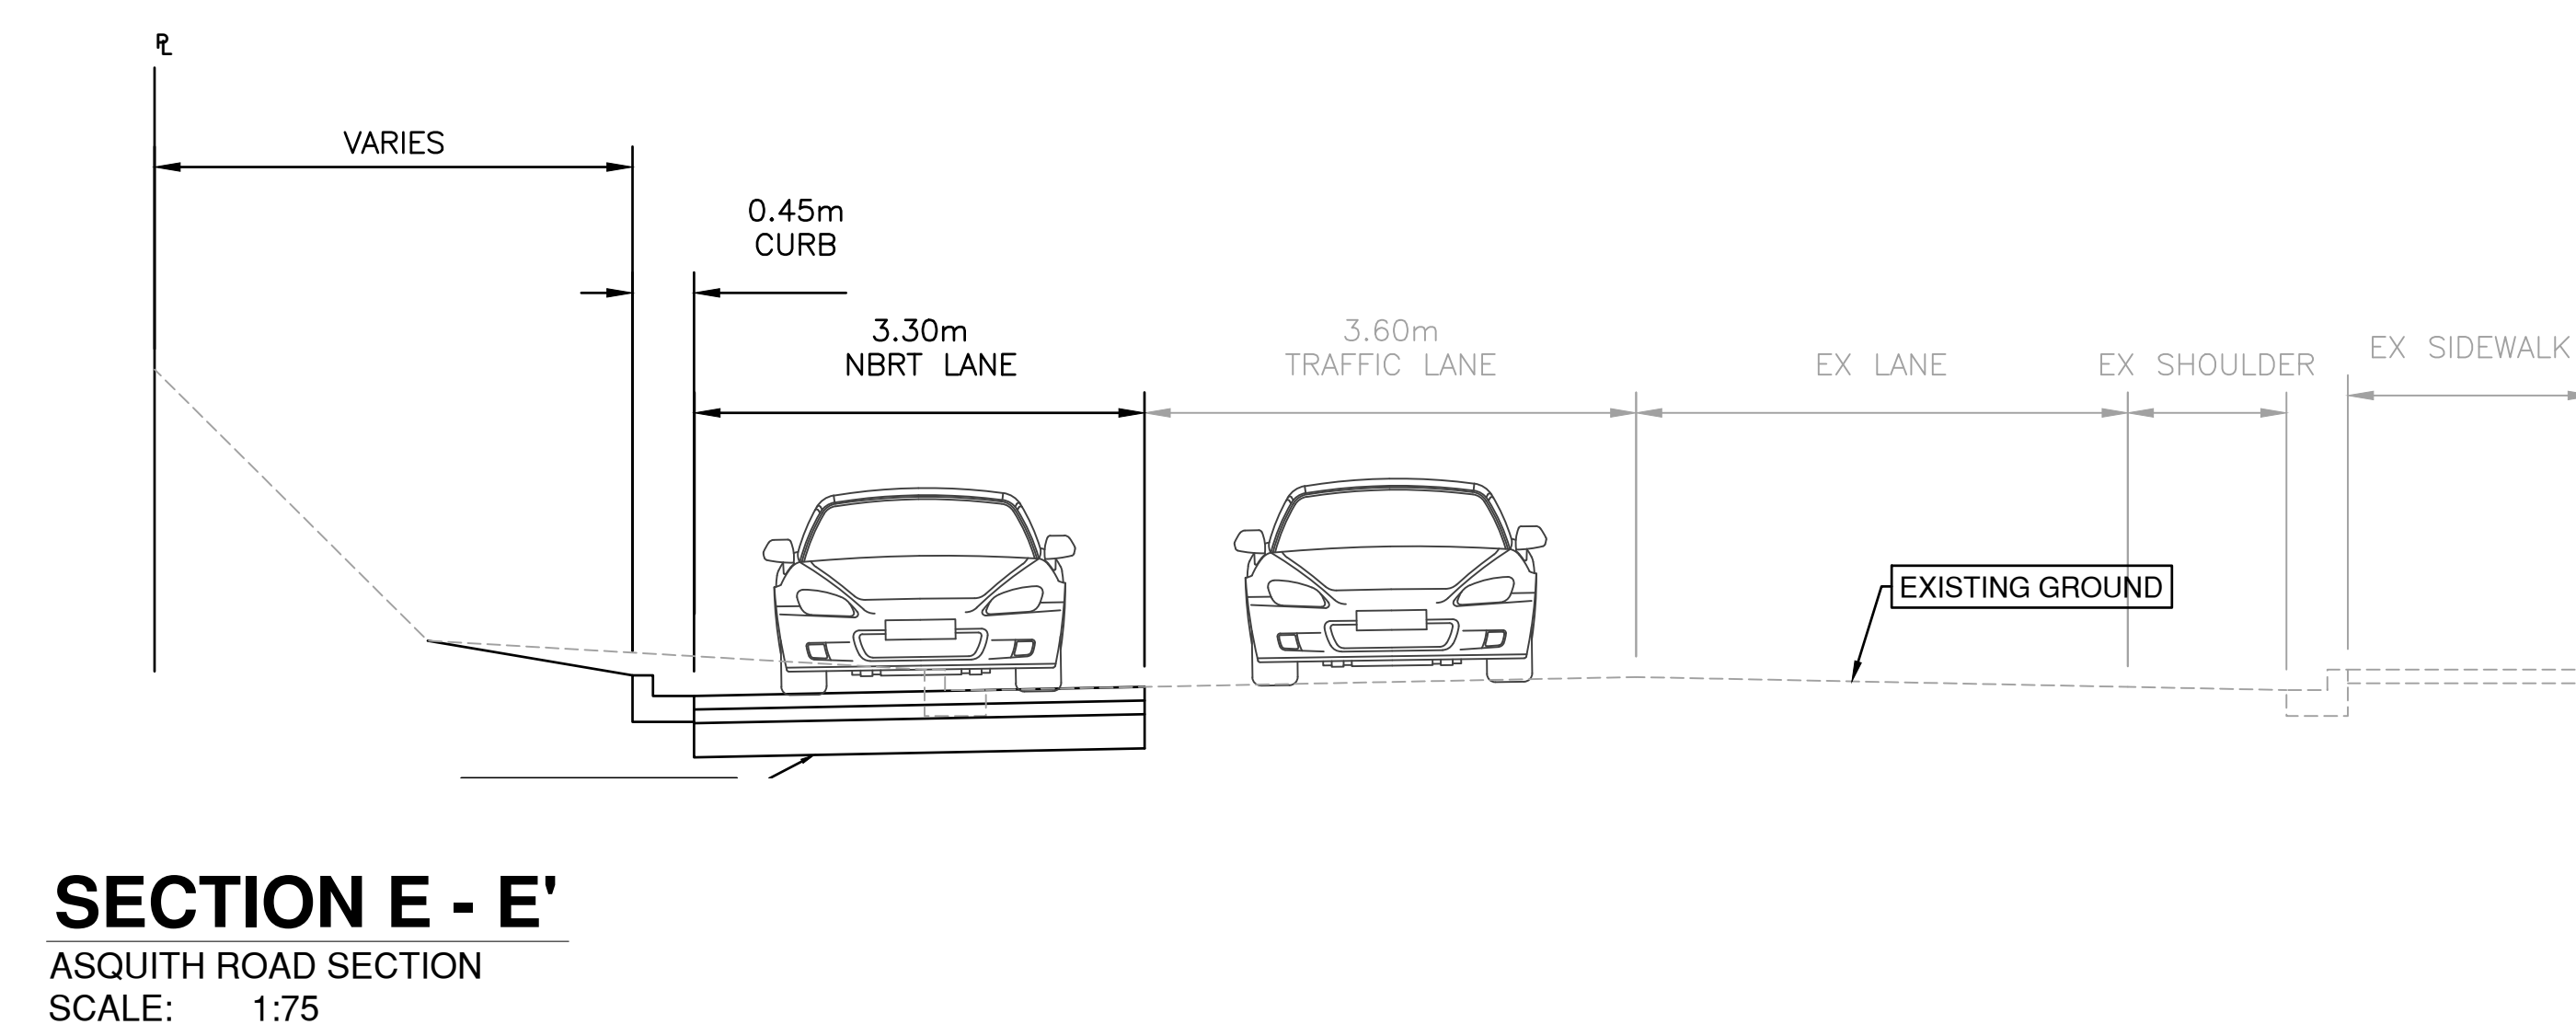 PL
VARIES
0.45m
CURB
3.30m
NBRT LANE
3.60m
TRAFFIC LANE
EX LANE
EX SHOULDER
EX SIDEWALK
EXISTING GROUND
SECTION E - E'
ASQUITH ROAD SECTION
SCALE: 1:75